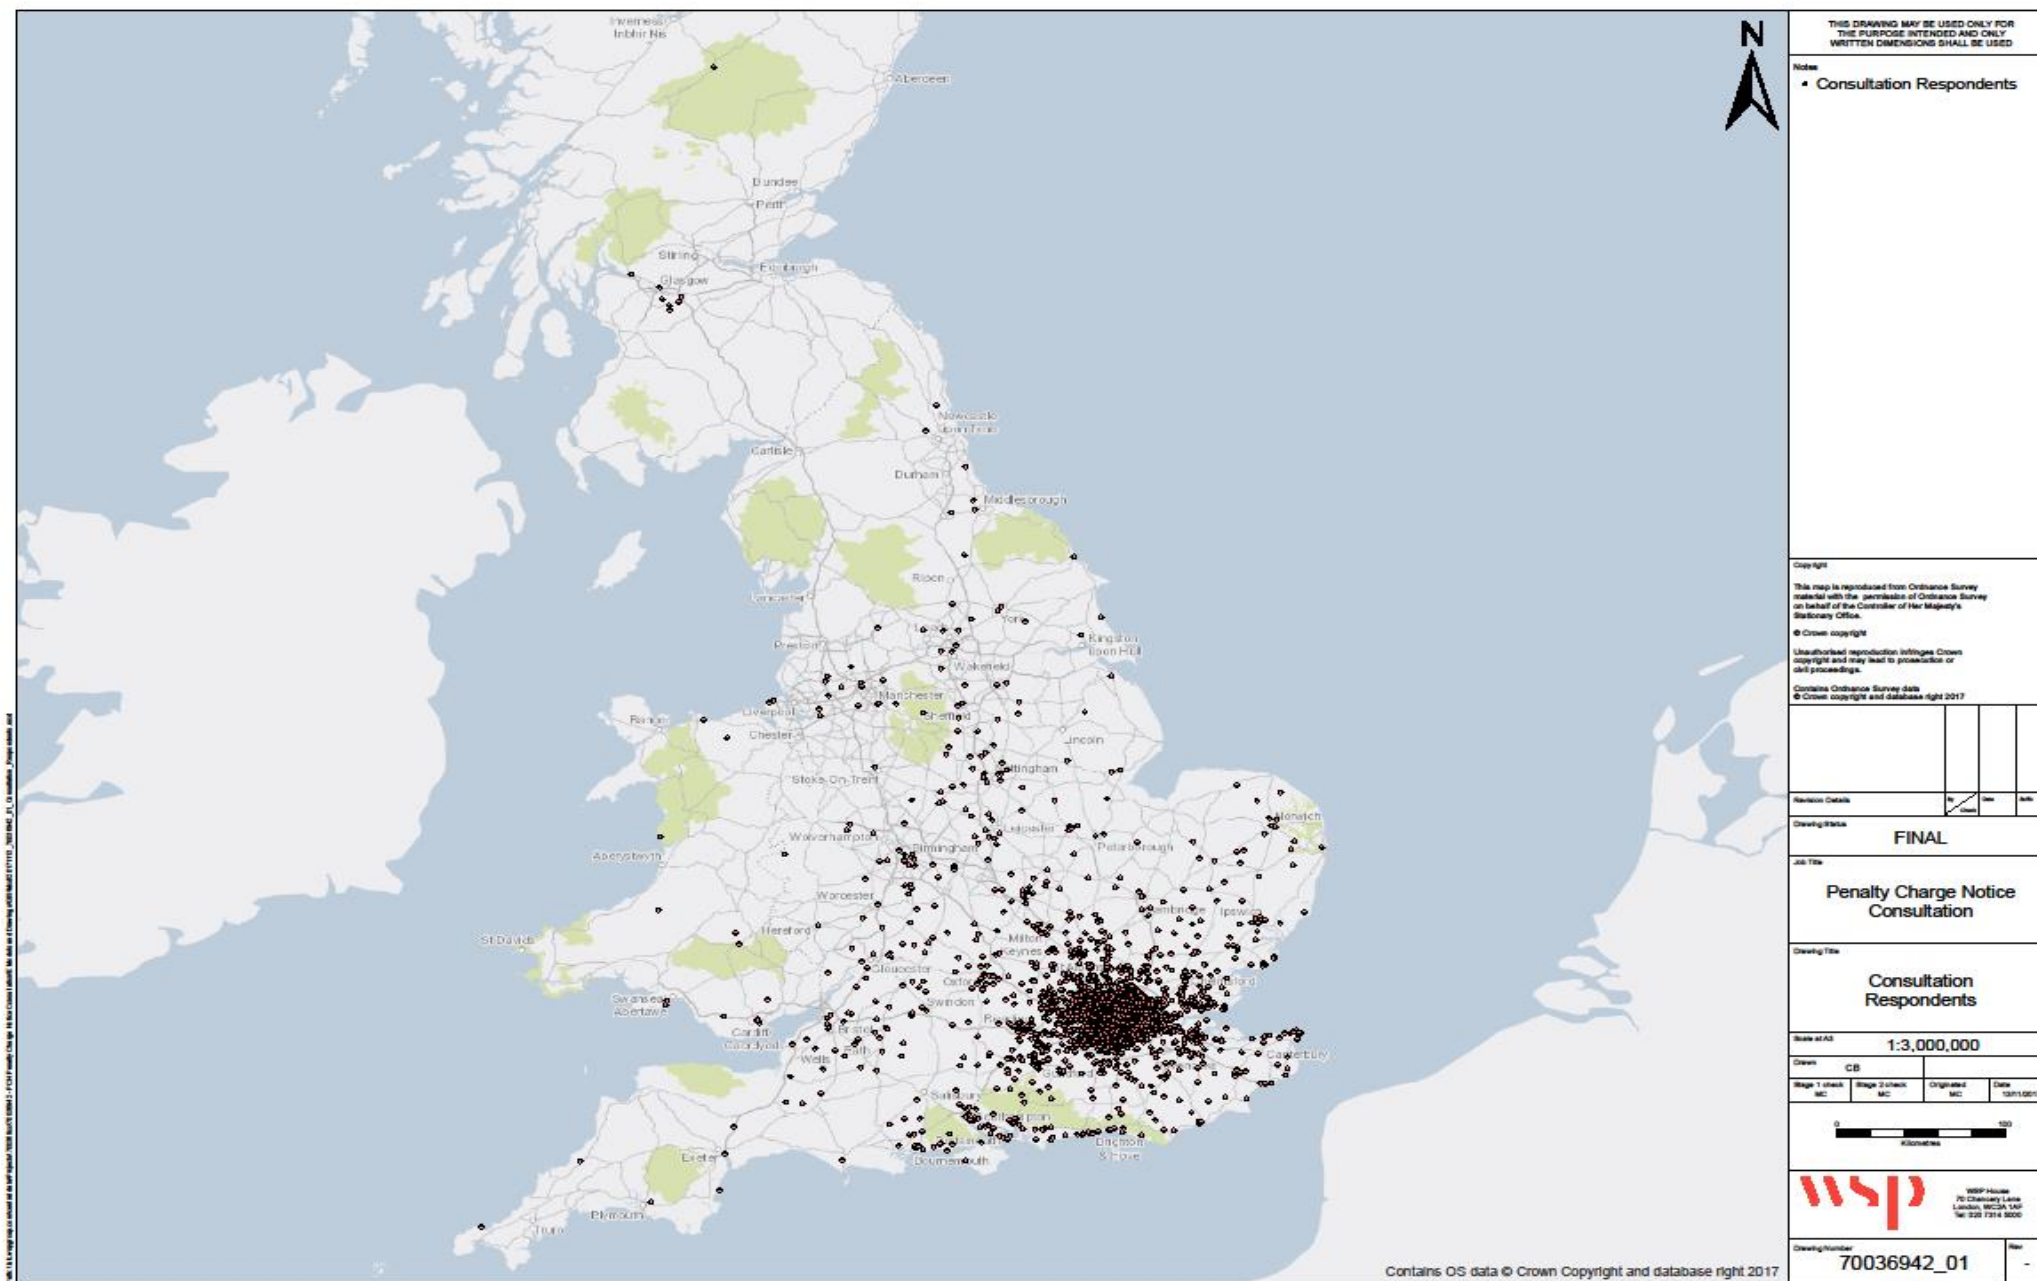 Inverness
Inbhir Nis
Aberdeen
Dundee
Perth
Stirling
Edinburgh
Glasgow
Newcastle
Upon Tyne
Carlisle
Durham
Middlesbrough
Ripon
Lancaster
York
Leeds
Preston
Kingston
Upon Hull
Wakefield
Manchester
Liverpool
Sheffield
Bangor
Chester
Lincoln
Stoke-On-Trent
Norwich
Leicester
Wolverhampton
Birmingham
Peterborough
Aberystwyth
Worcester
Ipswich
Hereford
St Davids
Milton
Keynes
Gloucester
Swansea
Abertawe
Swindon
Cardiff
Caerdydd
Bristol
Bath
Wells
Canterbury
Salisbury
Brighton
& Hove
Bournemouth
Exeter
Plymouth
Truro
N
Contains OS data © Crown Copyright and database right 2017
THIS DRAWING MAY BE USED ONLY FOR
THE PURPOSE INTENDED AND ONLY
WRITTEN DIMENSIONS SHALL BE USED
Notes
Consultation Respondents
Copyright
This map is reproduced from Ordnance Survey
material with the permission of Ordnance Survey
on behalf of the Controller of Her Majesty's
Stationary Office.
© Crown copyright
Unauthorised reproduction infringes Crown
copyright and may lead to prosecution or
civil proceedings.
Contains Ordnance Survey data
© Crown copyright and database right 2017
Revision Details
By
Check
Date
Drawing Status
FINAL
Job Title
Penalty Charge Notice
Consultation
Drawing Title
Consultation
Respondents
Scale at A3
1:3,000,000
Drawn
CB
Stage 1 check
MC
Stage 2 check
MC
Originated
MC
Date
0
100
Kilometres
wsp
WSP House
70 Chancery Lane
London, WC2A 1AF
Tel: 020 7314 5000
Drawing Number
70036942_01
Rev
-